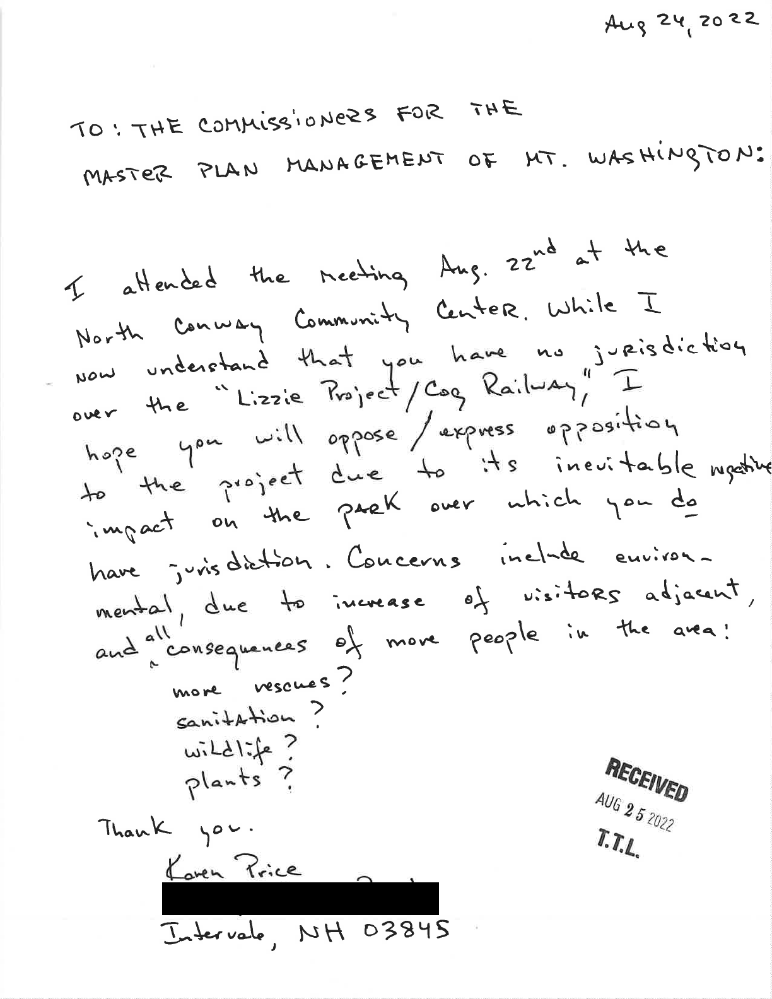 Aug 24, 2022
TO: THE COMMISSIONERS FOR THE
MASTER PLAN MANAGEMENT OF MT. WASHINGTON:
I attended the meeting Aug. 22nd at the
North Conway Community Center. While I
now understand that you have no jurisdiction
over the "Lizzie Project/Cog Railway," I
hope you will oppose/express opposition
to the project due to its inevitable negative
impact on the park over which you do
have jurisdiction. Concerns include environ-
mental, due to increase of visitors adjacent,
and all consequences of more people in the area:
more rescues?
sanitation?
wildlife?
plants?
Thank you.
Karen Price
Intervale, NH 03845
RECEIVED
AUG 25 2022
T.T.L.